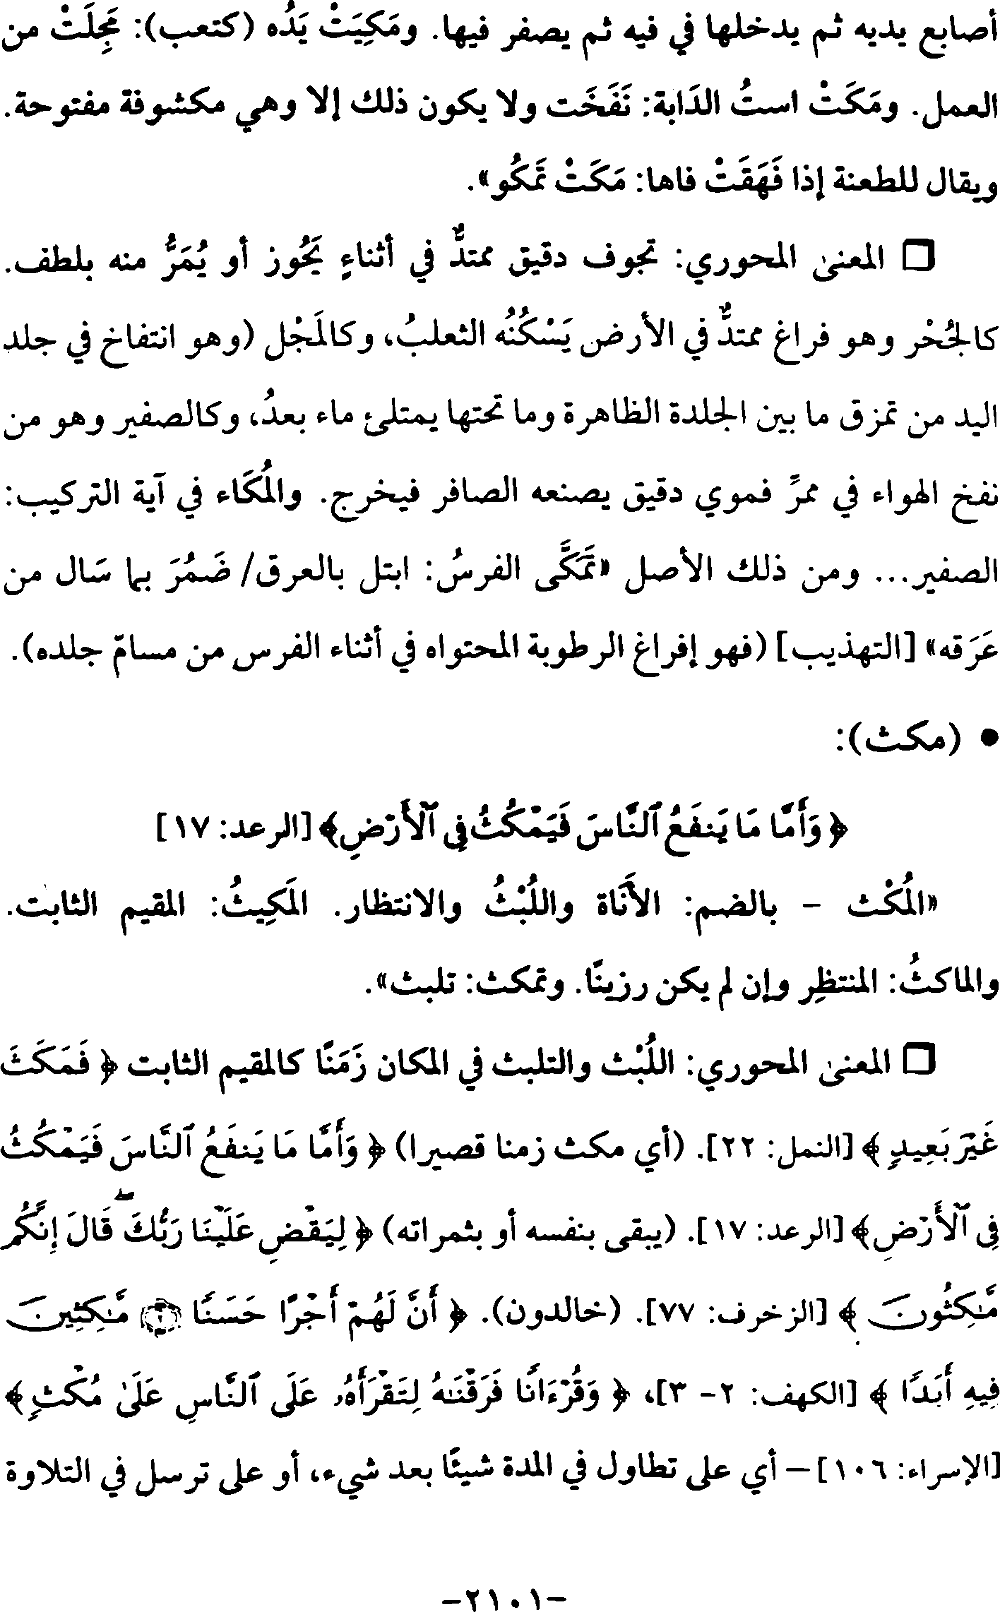 أصابع يديه ثم يدخلها في فيه ثم يصفر فيها. ومَكِيَتْ يَدُه (كتعب): مَجِلَتْ من
العمل. ومَكَتْ استُ الدَابة: نَفَخَت ولا يكون ذلك إلا وهي مكشوفة مفتوحة.
ويقال للطعنة إذا فَهَقَتْ فاها: مَكَتْ تَمْكُو».
❏ المعنى المحوري: تجوف دقيق ممتدٌّ في أثناءٍ يَحُوز أو يُمَرُّ منه بلطف.
كالجُحْر وهو فراغ ممتدٌّ في الأرض يَسْكُنُه الثعلبُ، وكالمَجْل (وهو انتفاخ في جلد
اليد من تمزق ما بين الجلدة الظاهرة وما تحتها يمتلئ ماء بعدُ، وكالصفير وهو من
نفخ الهواء في ممرٍّ فموي دقيق يصنعه الصافر فيخرج. والمُكَاء في آية التركيب:
الصفير... ومن ذلك الأصل «تَمَكَّى الفرسُ: ابتل بالعرق/ ضَمُرَ بما سَال من
عَرَقه» [التهذيب] (فهو إفراغ الرطوبة المحتواه في أثناء الفرس من مسامّ جلده).
• (مكث):
﴿ وَأَمَّا مَا يَنفَعُ ٱلنَّاسَ فَيَمْكُثُ فِى ٱلْأَرْضِ﴾ [الرعد: ١٧]
«المُكْث – بالضم: الأَنَاة واللُبْثُ والانتظار. المَكِيثُ: المقيم الثابت.
والماكثُ: المنتظِر وإن لم يكن رزينًا. وتمكث: تلبث».
❏ المعنى المحوري: اللُبْث والتلبث في المكان زَمَنًا كالمقيم الثابت ﴿ فَمَكَثَ
غَيْرَ بَعِيدٍ ﴾ [النمل: ٢٢]. (أي مكث زمنا قصيرا) ﴿ وَأَمَّا مَا يَنفَعُ ٱلنَّاسَ فَيَمْكُثُ
فِى ٱلْأَرْضِ﴾ [الرعد: ١٧]. (يبقى بنفسه أو بثمراته) ﴿ لِيَقْضِ عَلَيْنَا رَبُّكَ ۖ قَالَ إِنَّكُم
مَّٰكِثُونَ ﴾ [الزخرف: ٧٧]. (خالدون). ﴿ أَنَّ لَهُمْ أَجْرًا حَسَنًا ۝٢ مَّٰكِثِينَ
فِيهِ أَبَدًا ﴾ [الكهف: ٢- ٣]، ﴿ وَقُرْءَانًا فَرَقْنَٰهُ لِتَقْرَأَهُۥ عَلَى ٱلنَّاسِ عَلَىٰ مُكْثٍ﴾
[الإسراء: ١٠٦] – أي على تطاول في المدة شيئًا بعد شيء، أو على ترسل في التلاوة
-٢١٠١-